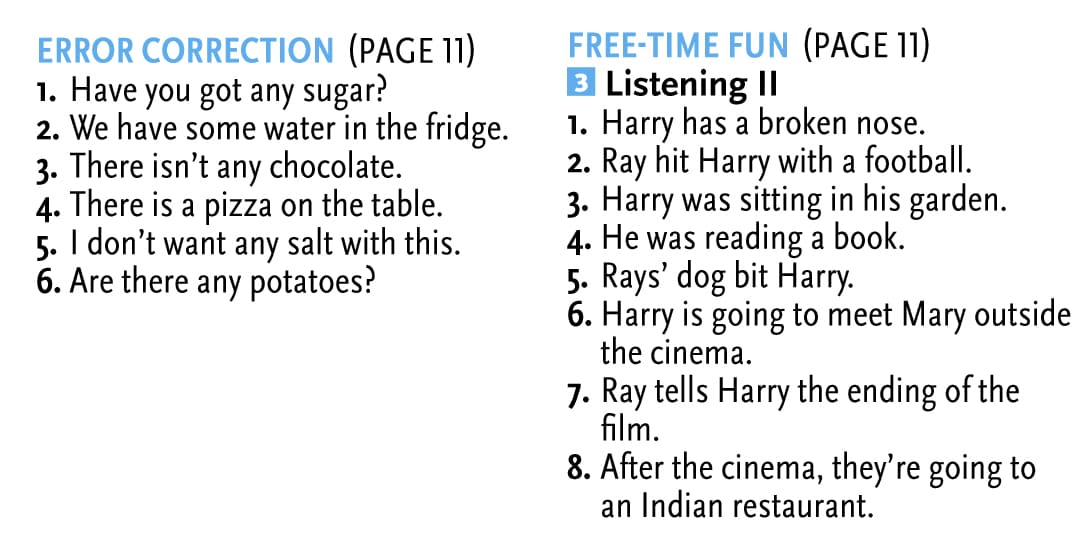 ERROR CORRECTION (PAGE 11)
1. Have you got any sugar?
2. We have some water in the fridge.
3. There isn't any chocolate.
4. There is a pizza on the table.
5. I don't want any salt with this.
6. Are there any potatoes?
FREE-TIME FUN (PAGE 11)
3 Listening II
1. Harry has a broken nose.
2. Ray hit Harry with a football.
3. Harry was sitting in his garden.
4. He was reading a book.
5. Rays' dog bit Harry.
6. Harry is going to meet Mary outside
the cinema.
7. Ray tells Harry the ending of the
film.
8. After the cinema, they're going to
an Indian restaurant.